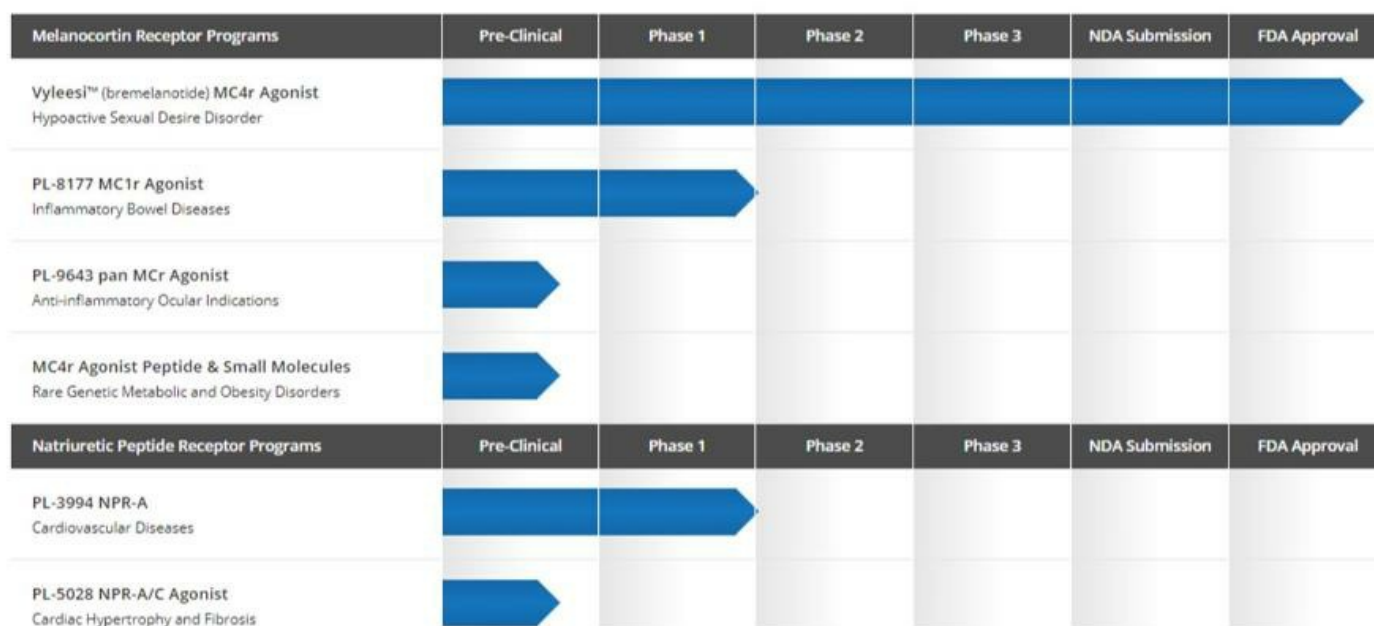 Melanocortin Receptor Programs Pre-Clinical Phase 1 Phase 2 Phase 3 NDA Submission FDA Approval
Vyleesi™ (bremelanotide) MC4r Agonist
Hypoactive Sexual Desire Disorder
PL-8177 MC1r Agonist
Inflammatory Bowel Diseases
PL-9643 pan MCr Agonist
Anti-inflammatory Ocular Indications
MC4r Agonist Peptide & Small Molecules
Rare Genetic Metabolic and Obesity Disorders
Natriuretic Peptide Receptor Programs Pre-Clinical Phase 1 Phase 2 Phase 3 NDA Submission FDA Approval
PL-3994 NPR-A
Cardiovascular Diseases
PL-5028 NPR-A/C Agonist
Cardiac Hypertrophy and Fibrosis